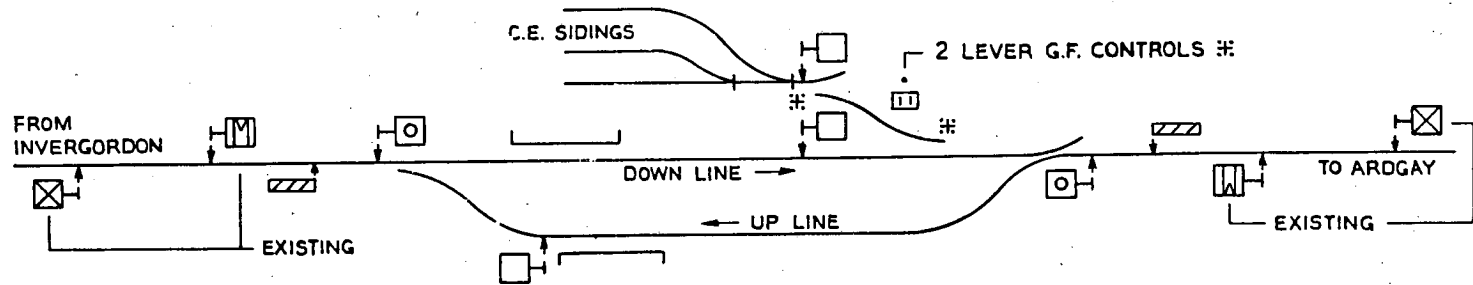 C.E. SIDINGS
2 LEVER G.F. CONTROLS
FROM
INVERGORDON
DOWN LINE
TO ARDGAY
UP LINE
EXISTING
EXISTING